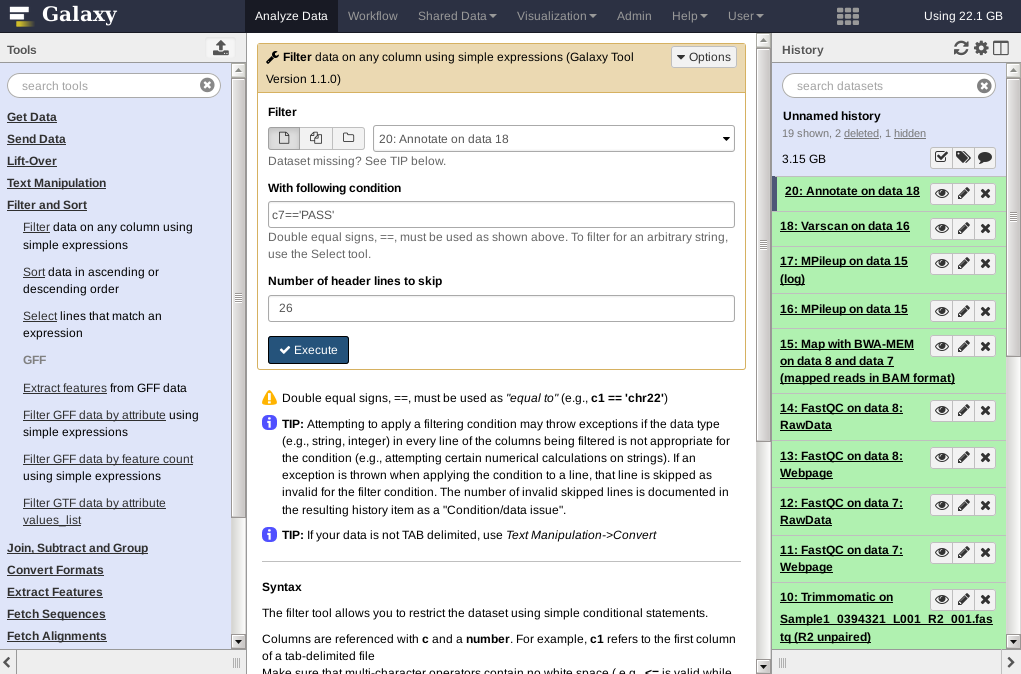 Galaxy
Analyze Data Workflow Shared Data Visualization Admin Help User Using 22.1 GB
Tools
search tools
Get Data
Send Data
Lift-Over
Text Manipulation
Filter and Sort
Filter data on any column using
simple expressions
Sort data in ascending or
descending order
Select lines that match an
expression
GFF
Extract features from GFF data
Filter GFF data by attribute using
simple expressions
Filter GFF data by feature count
using simple expressions
Filter GTF data by attribute
values_list
Join, Subtract and Group
Convert Formats
Extract Features
Fetch Sequences
Fetch Alignments
Filter data on any column using simple expressions (Galaxy Tool
Version 1.1.0)
Options
Filter
20: Annotate on data 18
Dataset missing? See TIP below.
With following condition
c7=='PASS'
Double equal signs, ==, must be used as shown above. To filter for an arbitrary string,
use the Select tool.
Number of header lines to skip
26
Execute
Double equal signs, ==, must be used as "equal to" (e.g., c1 == 'chr22')
TIP: Attempting to apply a filtering condition may throw exceptions if the data type
(e.g., string, integer) in every line of the columns being filtered is not appropriate for
the condition (e.g., attempting certain numerical calculations on strings). If an
exception is thrown when applying the condition to a line, that line is skipped as
invalid for the filter condition. The number of invalid skipped lines is documented in
the resulting history item as a "Condition/data issue".
TIP: If your data is not TAB delimited, use Text Manipulation->Convert
Syntax
The filter tool allows you to restrict the dataset using simple conditional statements.
Columns are referenced with c and a number. For example, c1 refers to the first column
of a tab-delimited file
Make sure that multi-character operators contain no white space ( e.g., <= is valid while
History
search datasets
Unnamed history
19 shown, 2 deleted, 1 hidden
3.15 GB
20: Annotate on data 18
18: Varscan on data 16
17: MPileup on data 15
(log)
16: MPileup on data 15
15: Map with BWA-MEM
on data 8 and data 7
(mapped reads in BAM format)
14: FastQC on data 8:
RawData
13: FastQC on data 8:
Webpage
12: FastQC on data 7:
RawData
11: FastQC on data 7:
Webpage
10: Trimmomatic on
Sample1_0394321_L001_R2_001.fas
tq (R2 unpaired)